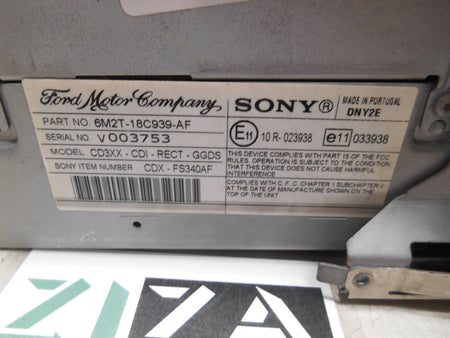 Ford Motor Company
SONY®
MADE IN PORTUGAL
DNY2E
PART NO. 6M2T-18C939-AF
SERIAL NO. V003753
MODEL CD3XX - CDI - RECT - GGDS
SONY ITEM NUMBER CDX - FS340AF
E11 10 R- 023938
e11 033938
THIS DEVICE COMPLIES WITH PART 15 OF THE FCC
RULES. OPERATION IS SUBJECT TO THE CONDITION
THAT THIS DEVICE DOES NOT CAUSE HARMFUL
INTERFERENCE
COMPLIES WITH C.F.C CHAPTER 1 SUBCHAPTER J.
AT THE DATE OF MANUFACTURE SHOWN ON THE
TOP OF THE UNIT
ZIZA